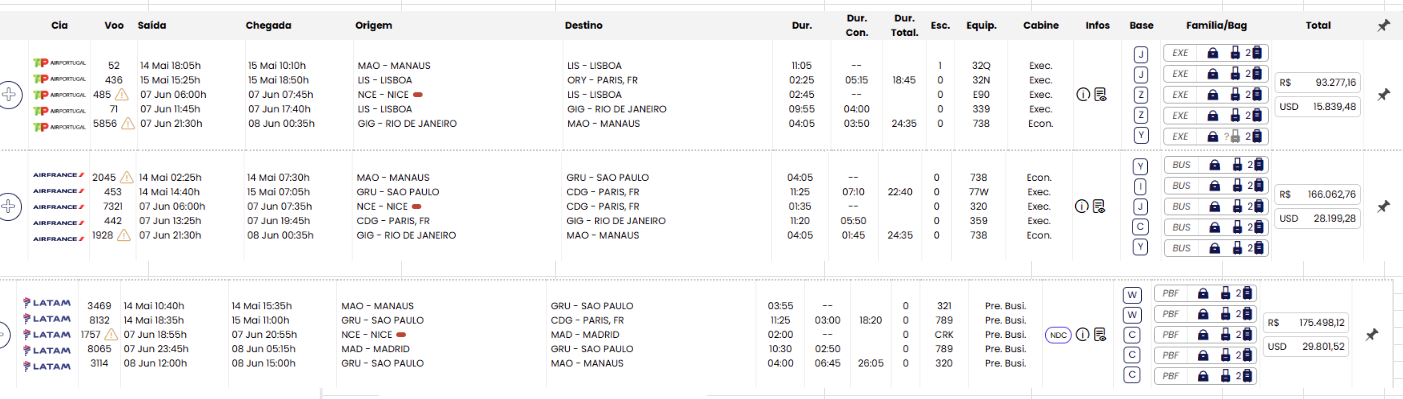 Cia Voo Saída Chegada Origem Destino Dur. Dur. Con. Dur. Total. Esc. Equip. Cabine Infos Base Família/Bag Total
TP AIRPORTUGAL 52 14 Mai 18:05h 15 Mai 10:10h MAO - MANAUS LIS - LISBOA 11:05 -- 1 32Q Exec. J EXE 2
TP AIRPORTUGAL 436 15 Mai 15:25h 15 Mai 18:50h LIS - LISBOA ORY - PARIS, FR 02:25 05:15 18:45 0 32N Exec. J EXE 2 R$ 93.277,16
TP AIRPORTUGAL 485 07 Jun 06:00h 07 Jun 07:45h NCE - NICE LIS - LISBOA 02:45 -- 0 E90 Exec. Z EXE 2
TP AIRPORTUGAL 71 07 Jun 11:45h 07 Jun 17:40h LIS - LISBOA GIG - RIO DE JANEIRO 09:55 04:00 0 339 Exec. Z EXE 2 USD 15.839,48
TP AIRPORTUGAL 5856 07 Jun 21:30h 08 Jun 00:35h GIG - RIO DE JANEIRO MAO - MANAUS 04:05 03:50 24:35 0 738 Econ. Y EXE ? 2
AIRFRANCE 2045 14 Mai 02:25h 14 Mai 07:30h MAO - MANAUS GRU - SAO PAULO 04:05 -- 0 738 Econ. Y BUS 2
AIRFRANCE 453 14 Mai 14:40h 15 Mai 07:05h GRU - SAO PAULO CDG - PARIS, FR 11:25 07:10 22:40 0 77W Exec. I BUS 2 R$ 166.062,76
AIRFRANCE 7321 07 Jun 06:00h 07 Jun 07:35h NCE - NICE CDG - PARIS, FR 01:35 -- 0 320 Exec. J BUS 2
AIRFRANCE 442 07 Jun 13:25h 07 Jun 19:45h CDG - PARIS, FR GIG - RIO DE JANEIRO 11:20 05:50 0 359 Exec. C BUS 2 USD 28.199,28
AIRFRANCE 1928 07 Jun 21:30h 08 Jun 00:35h GIG - RIO DE JANEIRO MAO - MANAUS 04:05 01:45 24:35 0 738 Econ. Y BUS 2
LATAM 3469 14 Mai 10:40h 14 Mai 15:35h MAO - MANAUS GRU - SAO PAULO 03:55 -- 0 321 Pre. Busi. W PBF 2
LATAM 8132 14 Mai 18:35h 15 Mai 11:00h GRU - SAO PAULO CDG - PARIS, FR 11:25 03:00 18:20 0 789 Pre. Busi. W PBF 2 R$ 175.498,12
LATAM 1757 07 Jun 18:55h 07 Jun 20:55h NCE - NICE MAD - MADRID 02:00 -- 0 CRK Pre. Busi. NDC C PBF 2
LATAM 8065 07 Jun 23:45h 08 Jun 05:15h MAD - MADRID GRU - SAO PAULO 10:30 02:50 0 789 Pre. Busi. C PBF 2 USD 29.801,52
LATAM 3114 08 Jun 12:00h 08 Jun 15:00h GRU - SAO PAULO MAO - MANAUS 04:00 06:45 26:05 0 320 Pre. Busi. C PBF 2